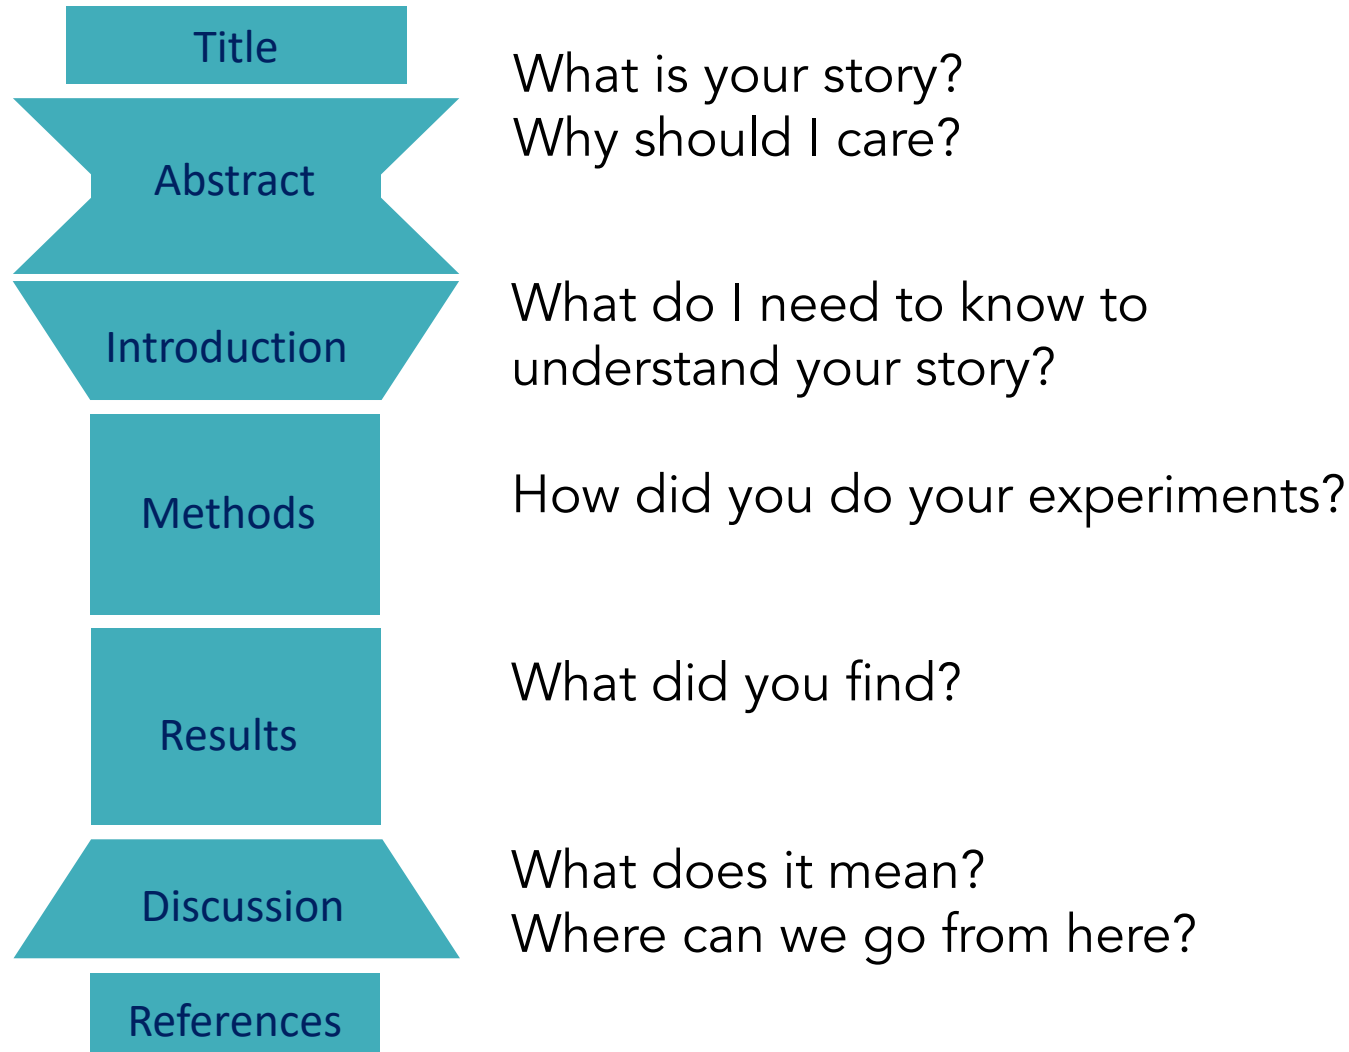 Title
What is your story?
Why should I care?
Abstract
What do I need to know to
understand your story?
Introduction
How did you do your experiments?
Methods
What did you find?
Results
What does it mean?
Where can we go from here?
Discussion
References